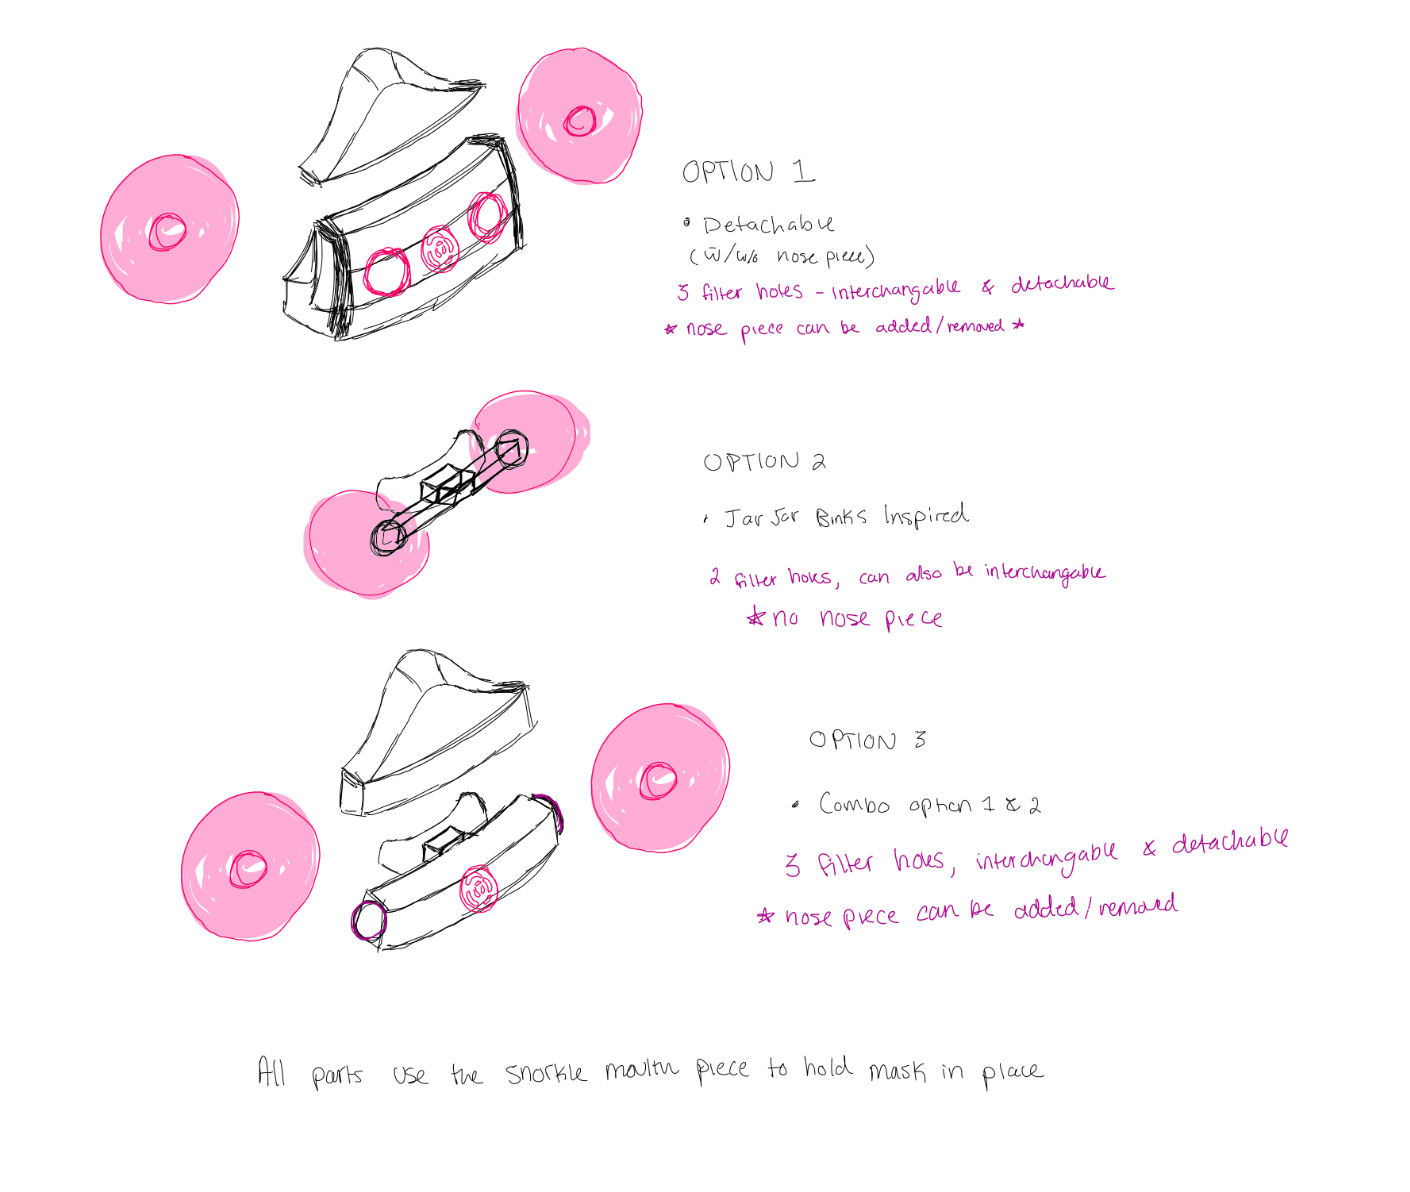 OPTION 1
• Detachable
(w/w/o nose piece)
3 filter holes - interchangable & detachable
* nose piece can be added/removed *
OPTION 2
• Jar Jar Binks Inspired
2 filter holes, can also be interchangable
* no nose piece
OPTION 3
• Combo option 1 & 2
3 filter holes, interchangable & detachable
* nose piece can be added/removed
All parts use the snorkle mouth piece to hold mask in place